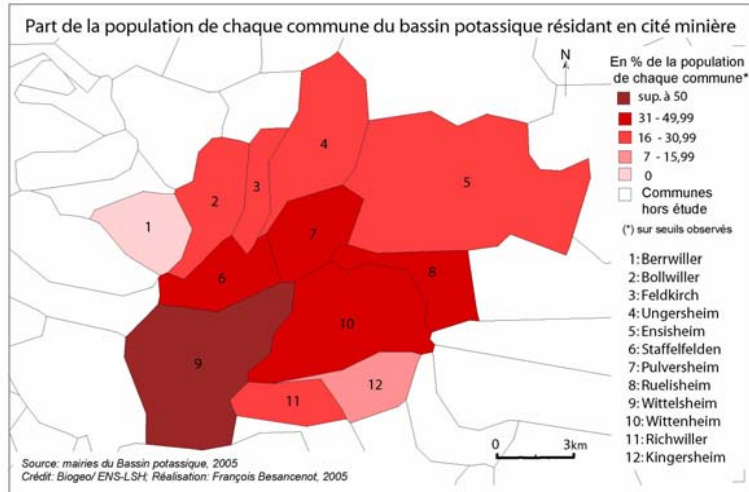 Part de la population de chaque commune du bassin potassique résidant en cité minière
N
En % de la population
de chaque commune*
sup. à 50
31 - 49,99
16 - 30,99
7 - 15,99
0
Communes
hors étude
(*) sur seuils observés
1
2
3
4
5
6
7
8
9
10
11
12
1: Berrwiller
2: Bollwiller
3: Feldkirch
4: Ungersheim
5: Ensisheim
6: Staffelfelden
7: Pulversheim
8: Ruelisheim
9: Wittelsheim
10: Wittenheim
11: Richwiller
12: Kingersheim
0 3km
Source: mairies du Bassin potassique, 2005
Crédit: Biogeo/ ENS-LSH; Réalisation: François Besancenot, 2005